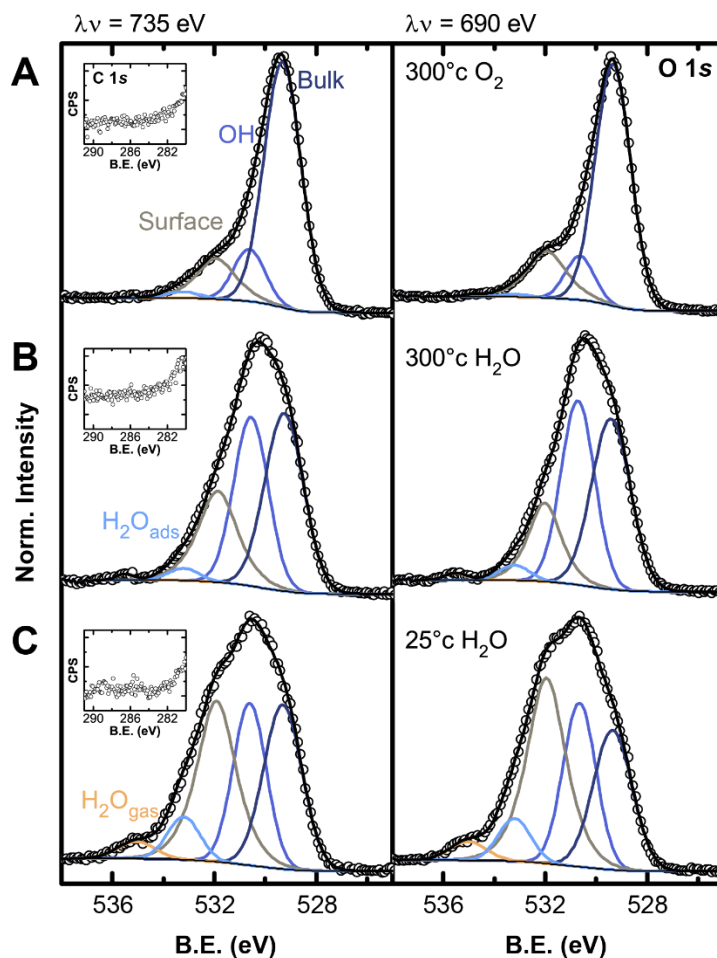 λν = 735 eV
λν = 690 eV
A
C 1s
CPS
290 286 282
B.E. (eV)
Bulk
OH
Surface
300°c O₂
O 1s
B
CPS
290 286 282
B.E. (eV)
H₂Oads
300°c H₂O
Norm. Intensity
C
CPS
290 286 282
B.E. (eV)
H₂Ogas
25°c H₂O
536 532 528
536 532 528
B.E. (eV)
B.E. (eV)